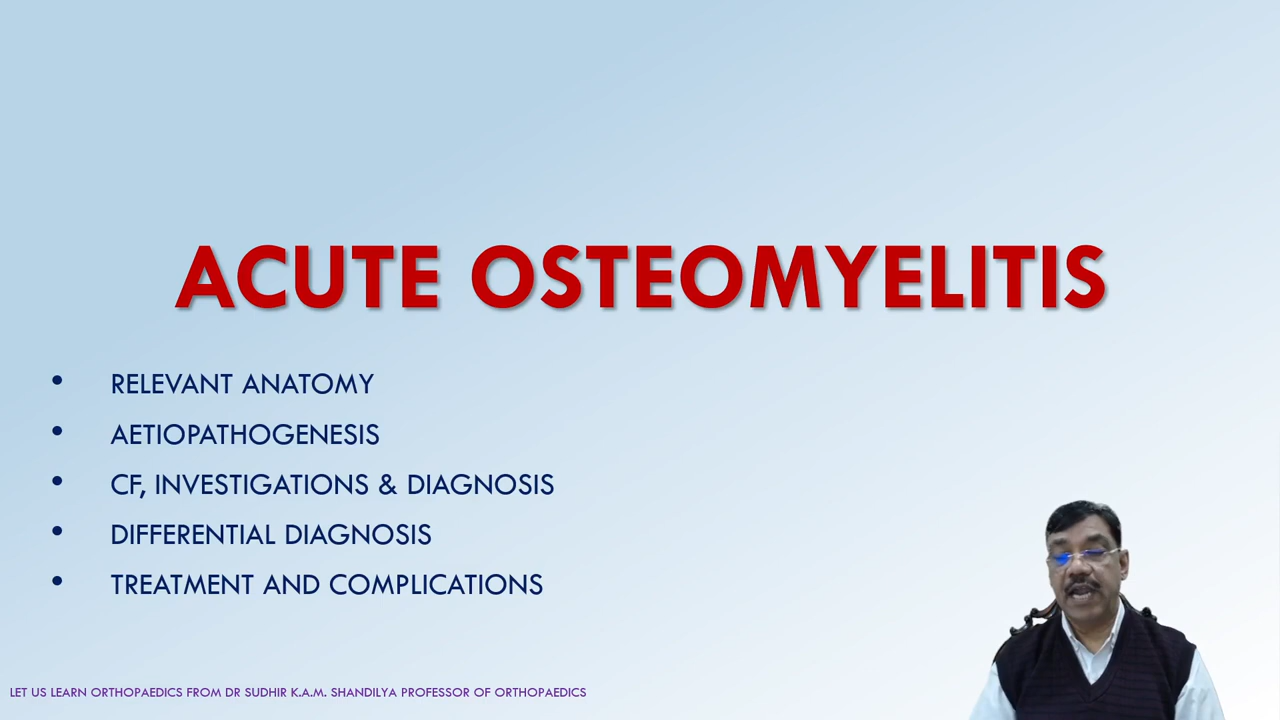 ACUTE OSTEOMYELITIS
• RELEVANT ANATOMY
• AETIOPATHOGENESIS
• CF, INVESTIGATIONS & DIAGNOSIS
• DIFFERENTIAL DIAGNOSIS
• TREATMENT AND COMPLICATIONS
LET US LEARN ORTHOPAEDICS FROM DR SUDHIR K.A.M. SHANDILYA PROFESSOR OF ORTHOPAEDICS